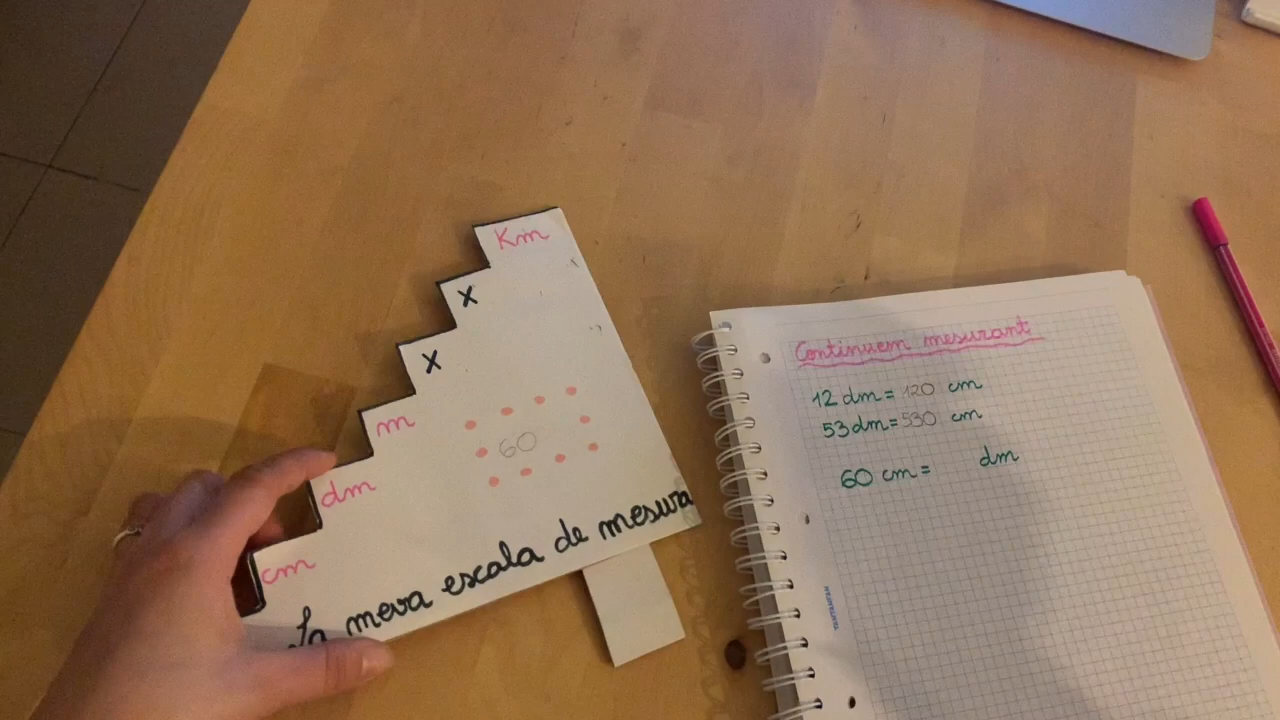 Km
X
X
m
dm
cm
60
La meva escala de mesura
Continuem mesurant
12 dm = 120 cm
53 dm = 530 cm
60 cm = dm